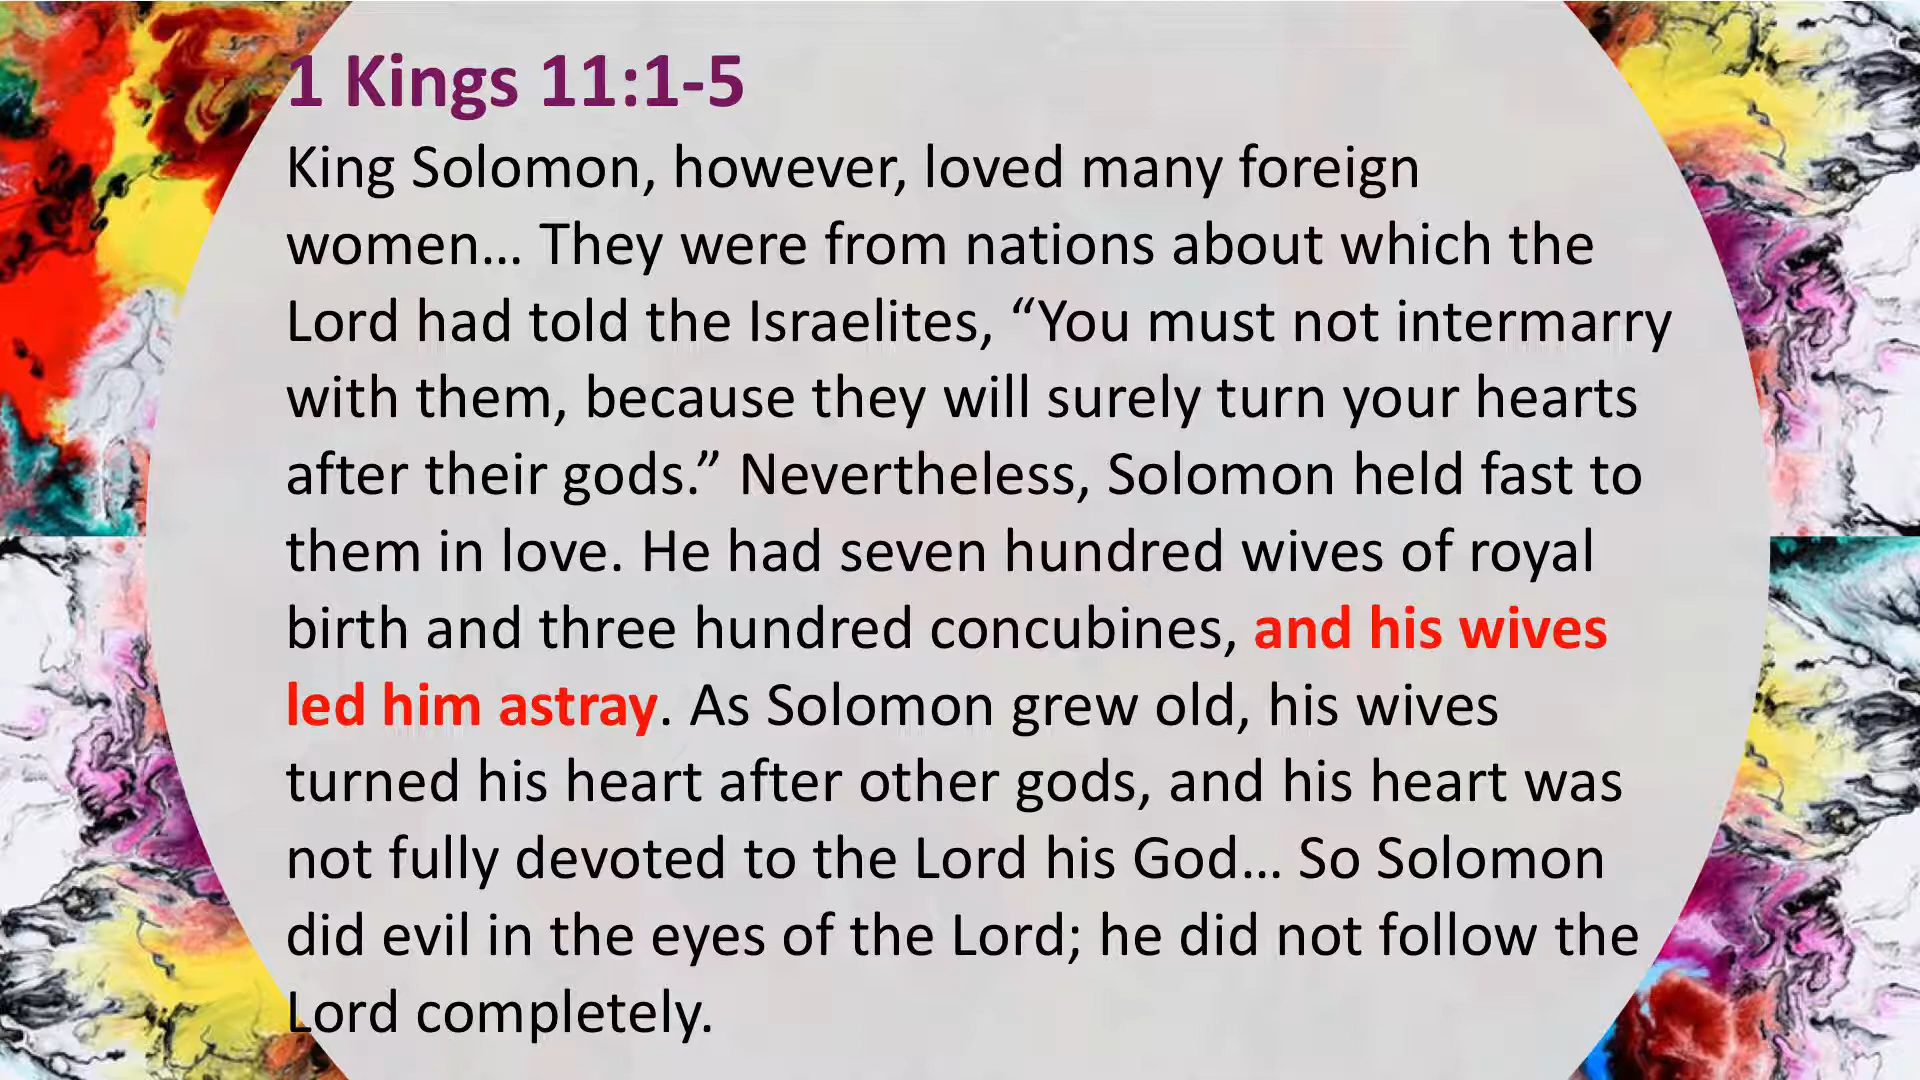 1 Kings 11:1-5
King Solomon, however, loved many foreign
women… They were from nations about which the
Lord had told the Israelites, “You must not intermarry
with them, because they will surely turn your hearts
after their gods.” Nevertheless, Solomon held fast to
them in love. He had seven hundred wives of royal
birth and three hundred concubines, and his wives
led him astray. As Solomon grew old, his wives
turned his heart after other gods, and his heart was
not fully devoted to the Lord his God… So Solomon
did evil in the eyes of the Lord; he did not follow the
Lord completely.